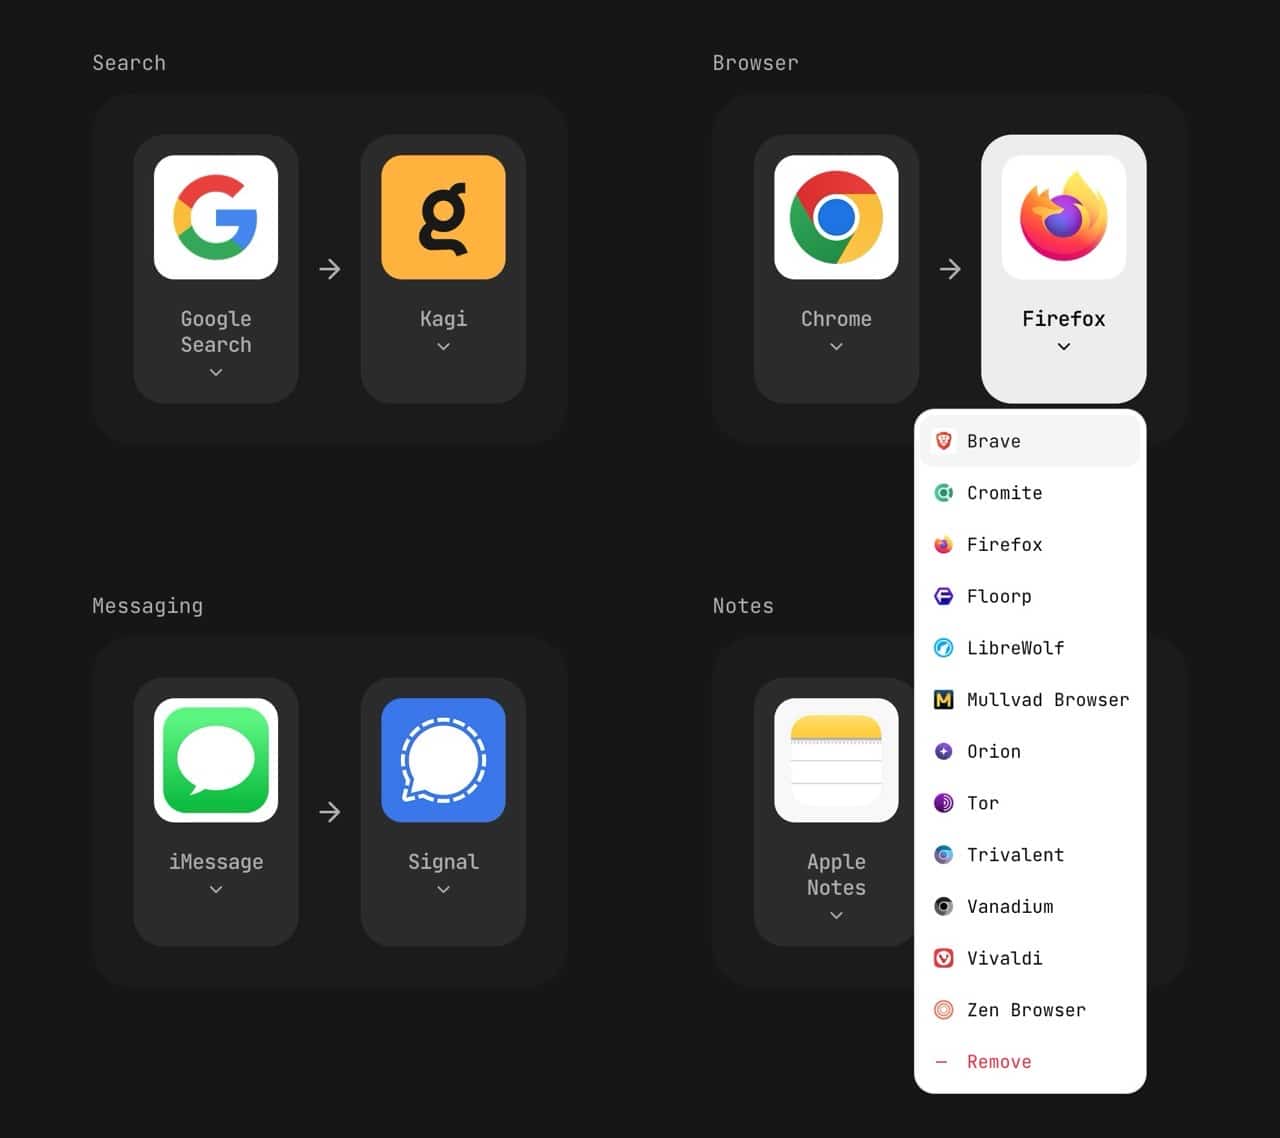 Search
Google
Search
Kagi
Browser
Chrome
Firefox
Brave
Cromite
Firefox
Floorp
LibreWolf
Mullvad Browser
Orion
Tor
Trivalent
Vanadium
Vivaldi
Zen Browser
Remove
Messaging
iMessage
Signal
Notes
Apple
Notes